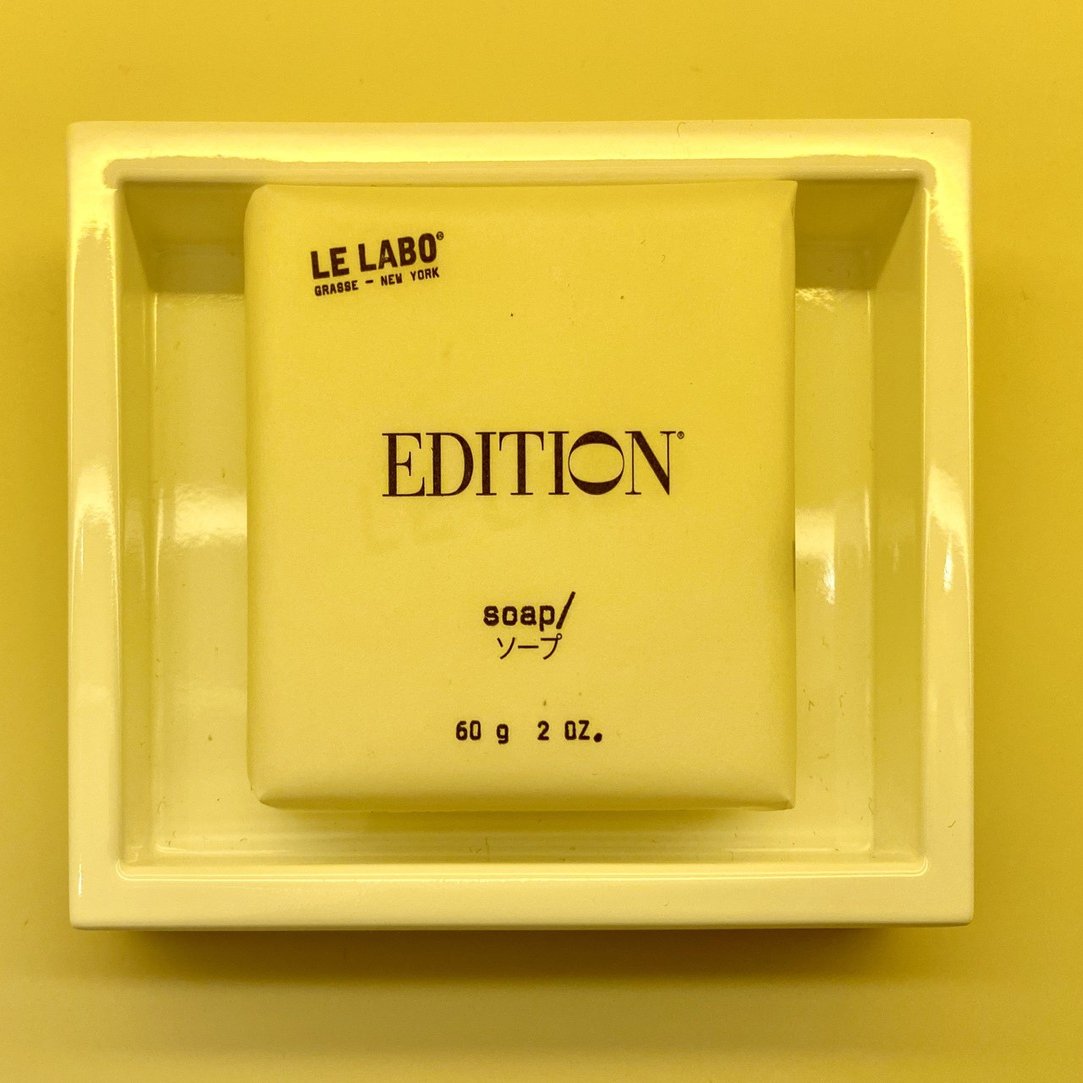 LE LABO®
GRASSE — NEW YORK
EDITION®
soap/
ソープ
60 g 2 OZ.